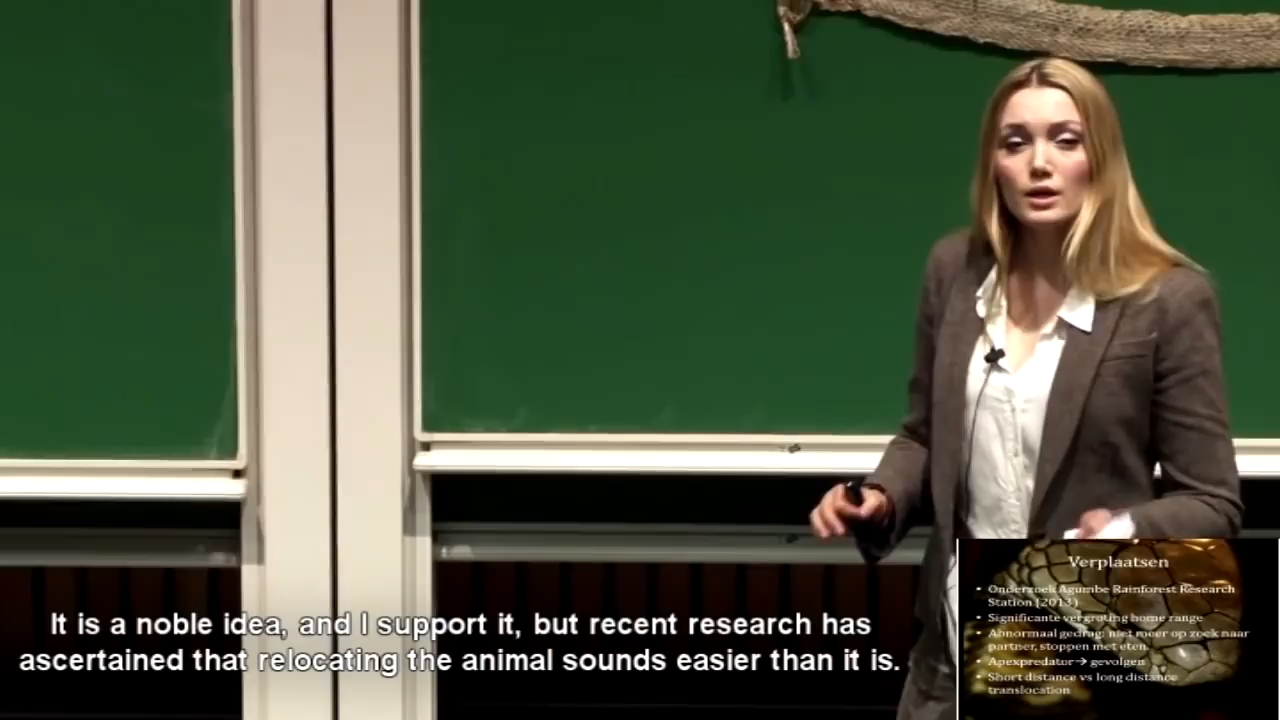 It is a noble idea, and I support it, but recent research has
ascertained that relocating the animal sounds easier than it is.
Verplaatsen
• Onderzoek Agumbe Rainforest Research
Station (2013)
• Significante vergroting home range
• Abnormaal gedrag: niet meer op zoek naar
partner, stoppen met eten.
• Apexpredator→ gevolgen
• Short distance vs long distance
translocation